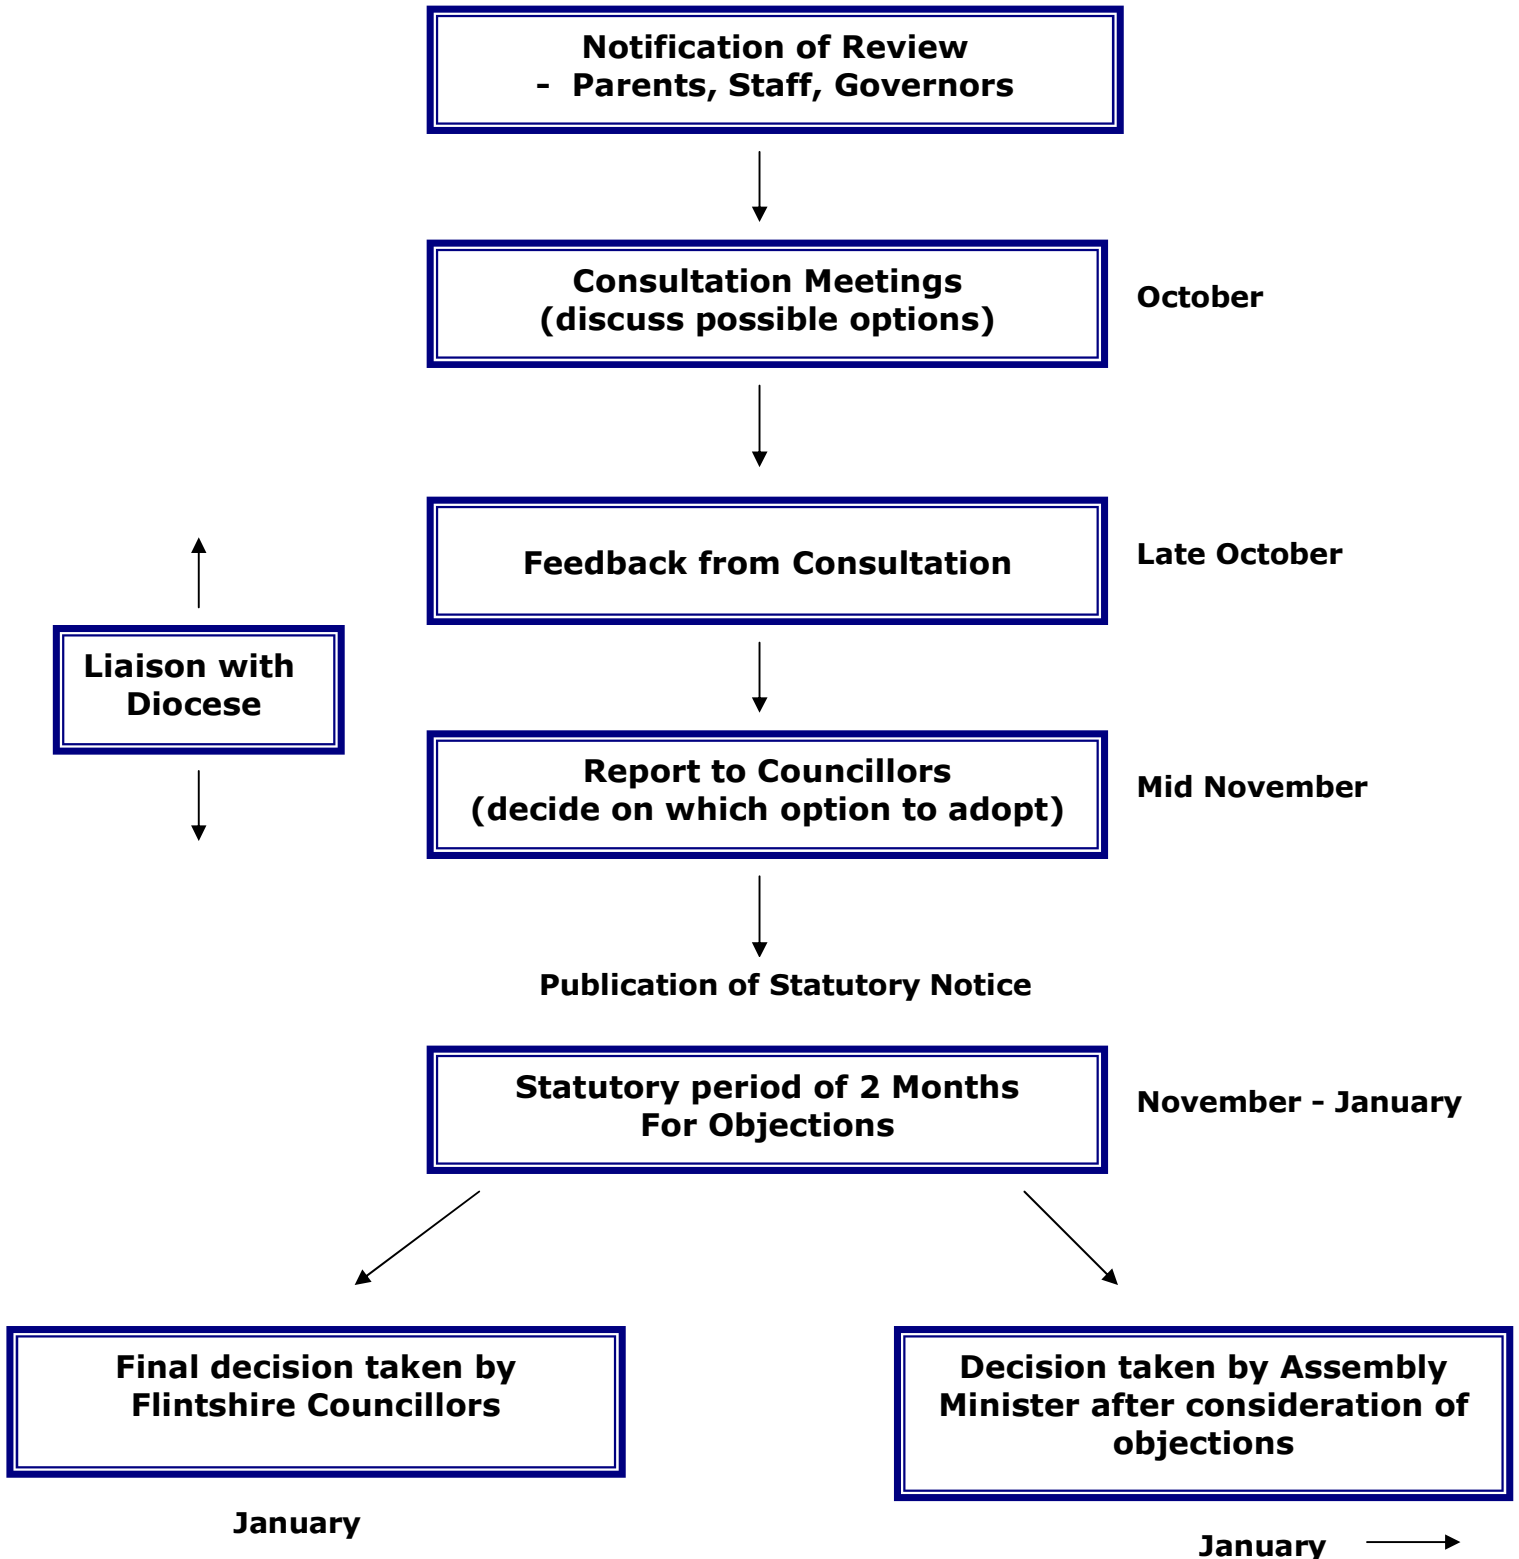 Notification of Review
- Parents, Staff, Governors
Consultation Meetings
(discuss possible options)
October
Feedback from Consultation
Late October
Liaison with
Diocese
Report to Councillors
(decide on which option to adopt)
Mid November
Publication of Statutory Notice
Statutory period of 2 Months
For Objections
November - January
Final decision taken by
Flintshire Councillors
January
Decision taken by Assembly
Minister after consideration of
objections
January